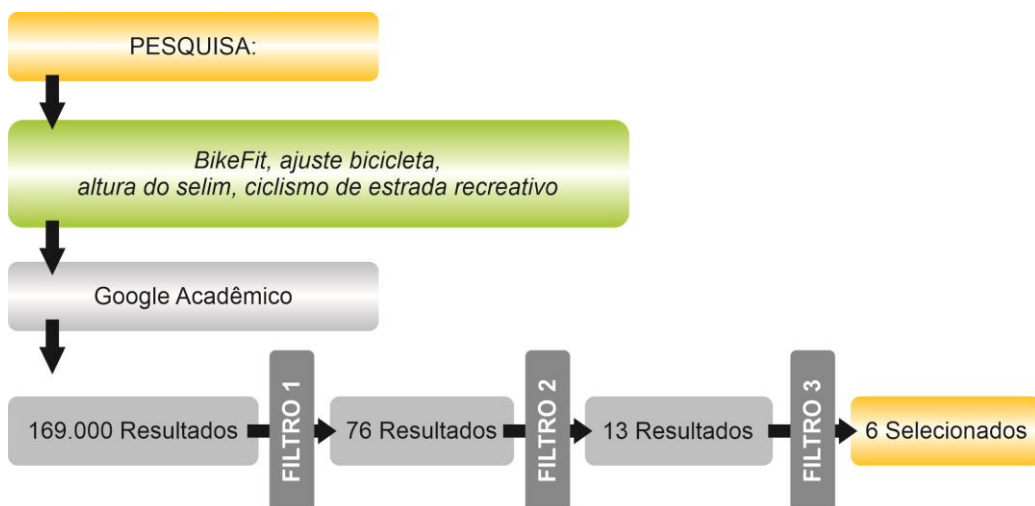 PESQUISA:
BikeFit, ajuste bicicleta,
altura do selim, ciclismo de estrada recreativo
Google Acadêmico
169.000 Resultados
FILTRO 1
76 Resultados
FILTRO 2
13 Resultados
FILTRO 3
6 Selecionados